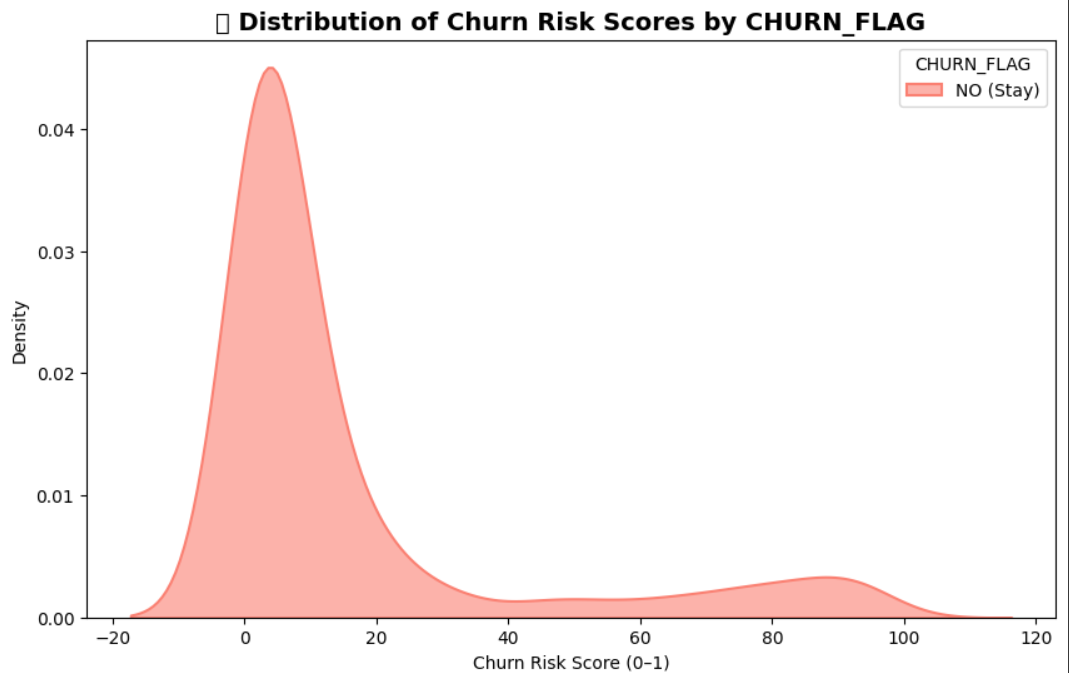 ▯ Distribution of Churn Risk Scores by CHURN_FLAG
CHURN_FLAG
NO (Stay)
Density
0.04
0.03
0.02
0.01
0.00
−20
0
20
40
60
80
100
120
Churn Risk Score (0–1)